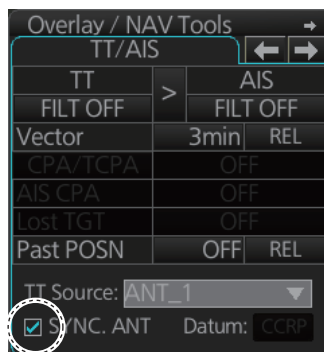 Overlay / NAV Tools
TT/AIS
TT > AIS
FILT OFF FILT OFF
Vector 3min REL
CPA/TCPA OFF
AIS CPA OFF
Lost TGT OFF
Past POSN OFF REL
TT Source: ANT_1
SYNC. ANT Datum: CCRP